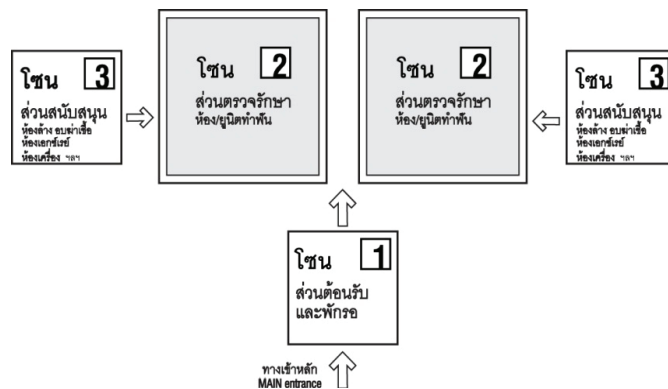 โซน 3
ส่วนสนับสนุน
ห้องล้าง อบฆ่าเชื้อ
ห้องเอกซ์เรย์
ห้องเครื่อง ฯลฯ
โซน 2
ส่วนตรวจรักษา
ห้อง/ยูนิตทำฟัน
โซน 2
ส่วนตรวจรักษา
ห้อง/ยูนิตทำฟัน
โซน 3
ส่วนสนับสนุน
ห้องล้าง อบฆ่าเชื้อ
ห้องเอกซ์เรย์
ห้องเครื่อง ฯลฯ
โซน 1
ส่วนต้อนรับ
และพักรอ
ทางเข้าหลัก
MAIN entrance